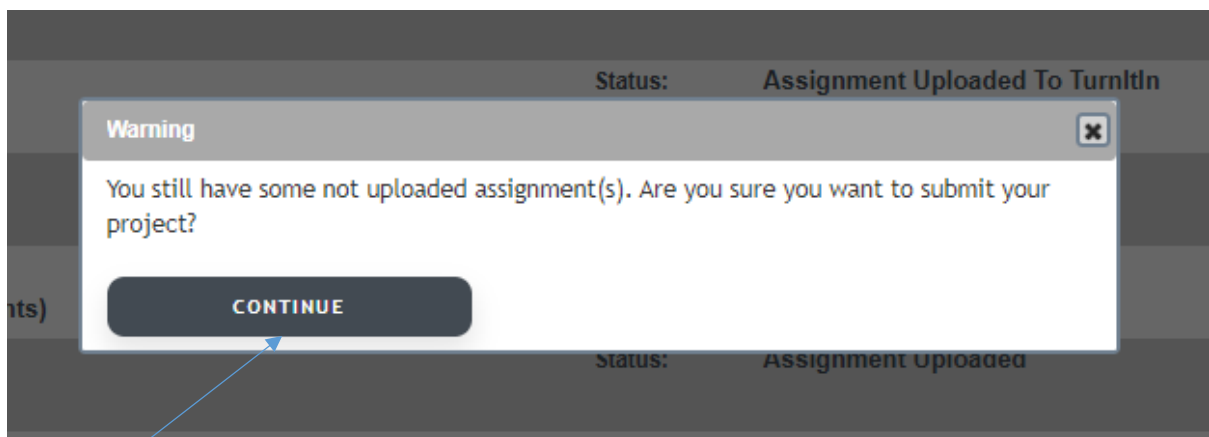 Status: Assignment Uploaded To TurnItIn
Warning
You still have some not uploaded assignment(s). Are you sure you want to submit your
project?
nts)
CONTINUE
Status: Assignment Uploaded